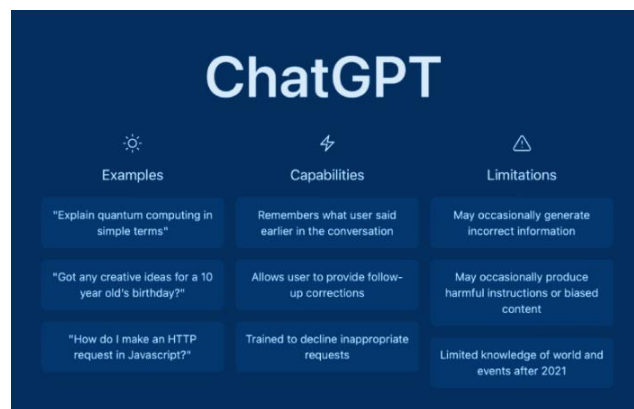 ChatGPT
Examples
"Explain quantum computing in
simple terms"
"Got any creative ideas for a 10
year old's birthday?"
"How do I make an HTTP
request in Javascript?"
Capabilities
Remembers what user said
earlier in the conversation
Allows user to provide follow-
up corrections
Trained to decline inappropriate
requests
Limitations
May occasionally generate
incorrect information
May occasionally produce
harmful instructions or biased
content
Limited knowledge of world and
events after 2021